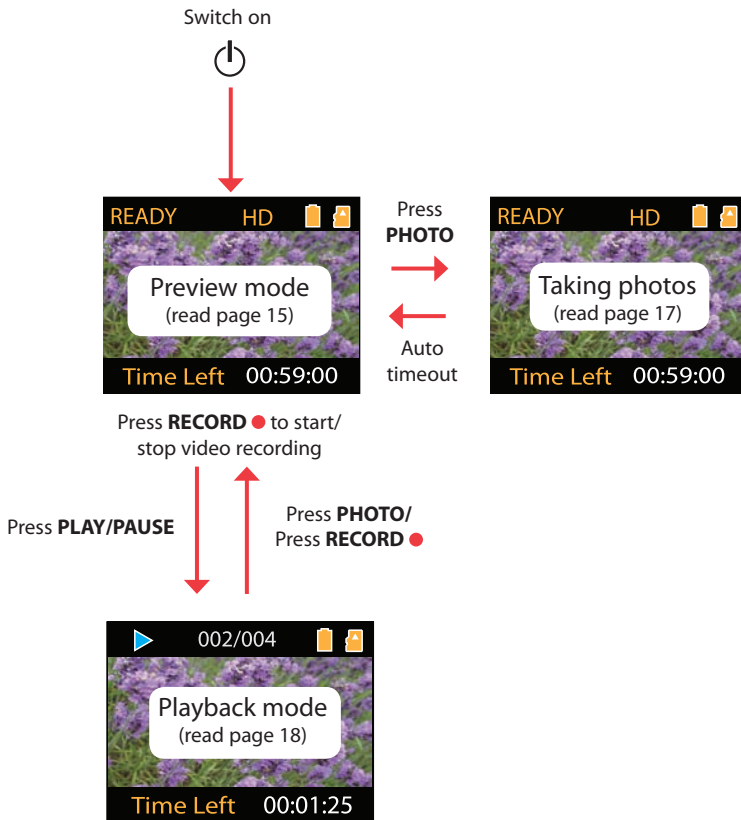 Switch on
READY HD
Preview mode
(read page 15)
Time Left 00:59:00
Press
PHOTO
Auto
timeout
READY HD
Taking photos
(read page 17)
Time Left 00:59:00
Press RECORD ● to start/
stop video recording
Press PLAY/PAUSE
Press PHOTO/
Press RECORD ●
002/004
Playback mode
(read page 18)
Time Left 00:01:25